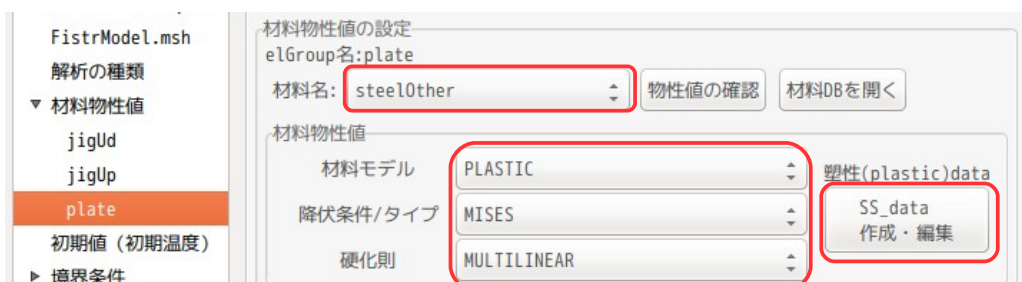 FistrModel.msh
解析の種類
▼ 材料物性値
jigUd
jigUp
plate
初期値（初期温度）
▶ 境界条件
材料物性値の設定
elGroup名:plate
材料名: steelOther 物性値の確認 材料DBを開く
材料物性値
材料モデル PLASTIC
降伏条件/タイプ MISES
硬化則 MULTILINEAR
塑性(plastic)data
SS_data
作成・編集